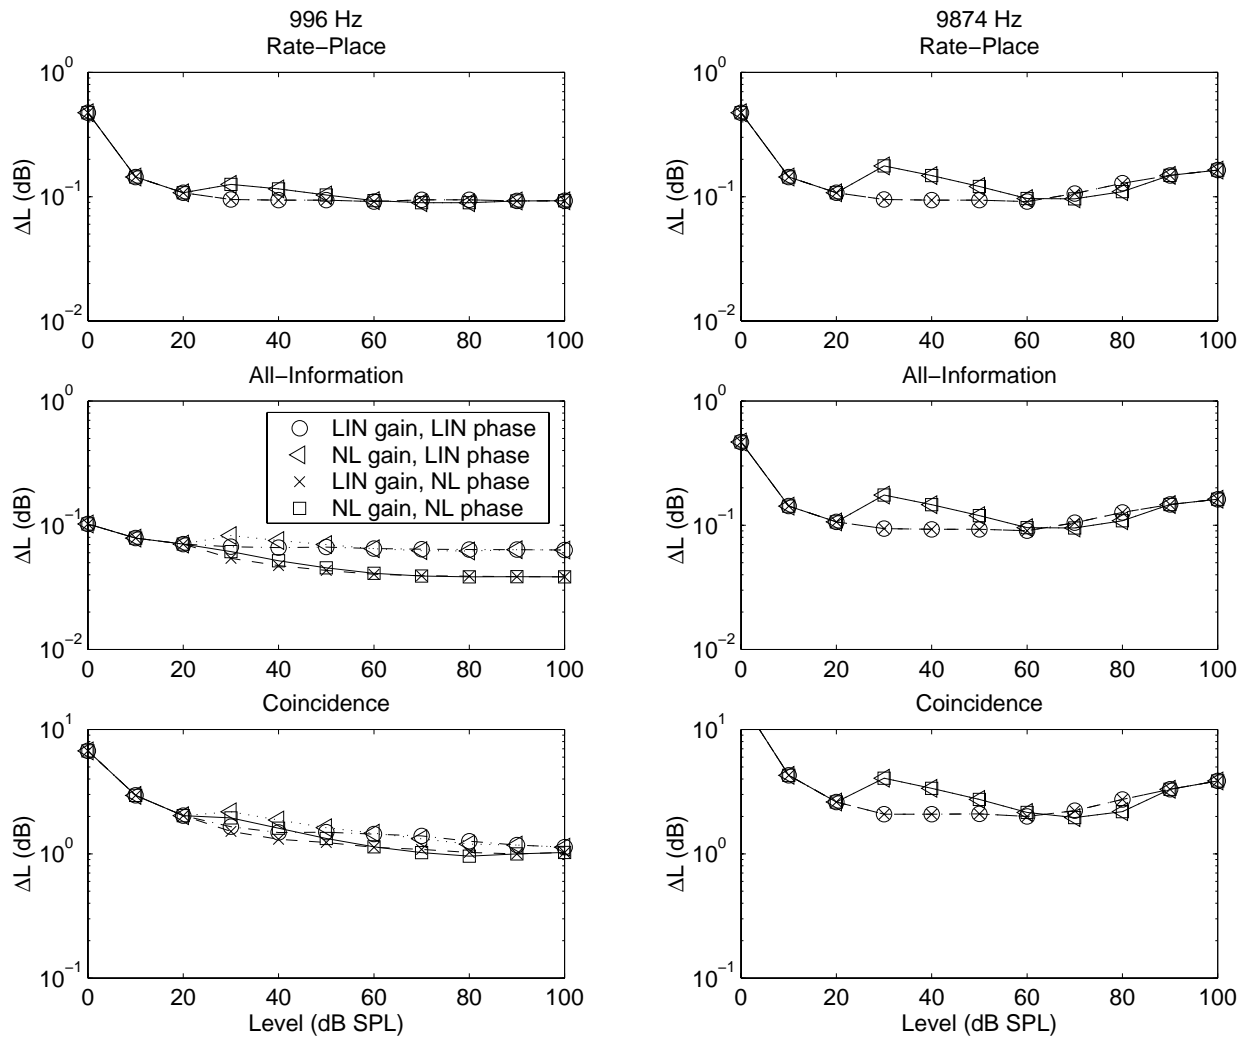 996 Hz
Rate−Place
10^0
10^−1
10^−2
ΔL (dB)
0 20 40 60 80 100
9874 Hz
Rate−Place
10^0
10^−1
10^−2
ΔL (dB)
0 20 40 60 80 100
All−Information
10^0
10^−1
10^−2
ΔL (dB)
LIN gain, LIN phase
NL gain, LIN phase
LIN gain, NL phase
NL gain, NL phase
0 20 40 60 80 100
All−Information
10^0
10^−1
10^−2
ΔL (dB)
0 20 40 60 80 100
Coincidence
10^1
10^0
10^−1
ΔL (dB)
0 20 40 60 80 100
Level (dB SPL)
Coincidence
10^1
10^0
10^−1
ΔL (dB)
0 20 40 60 80 100
Level (dB SPL)